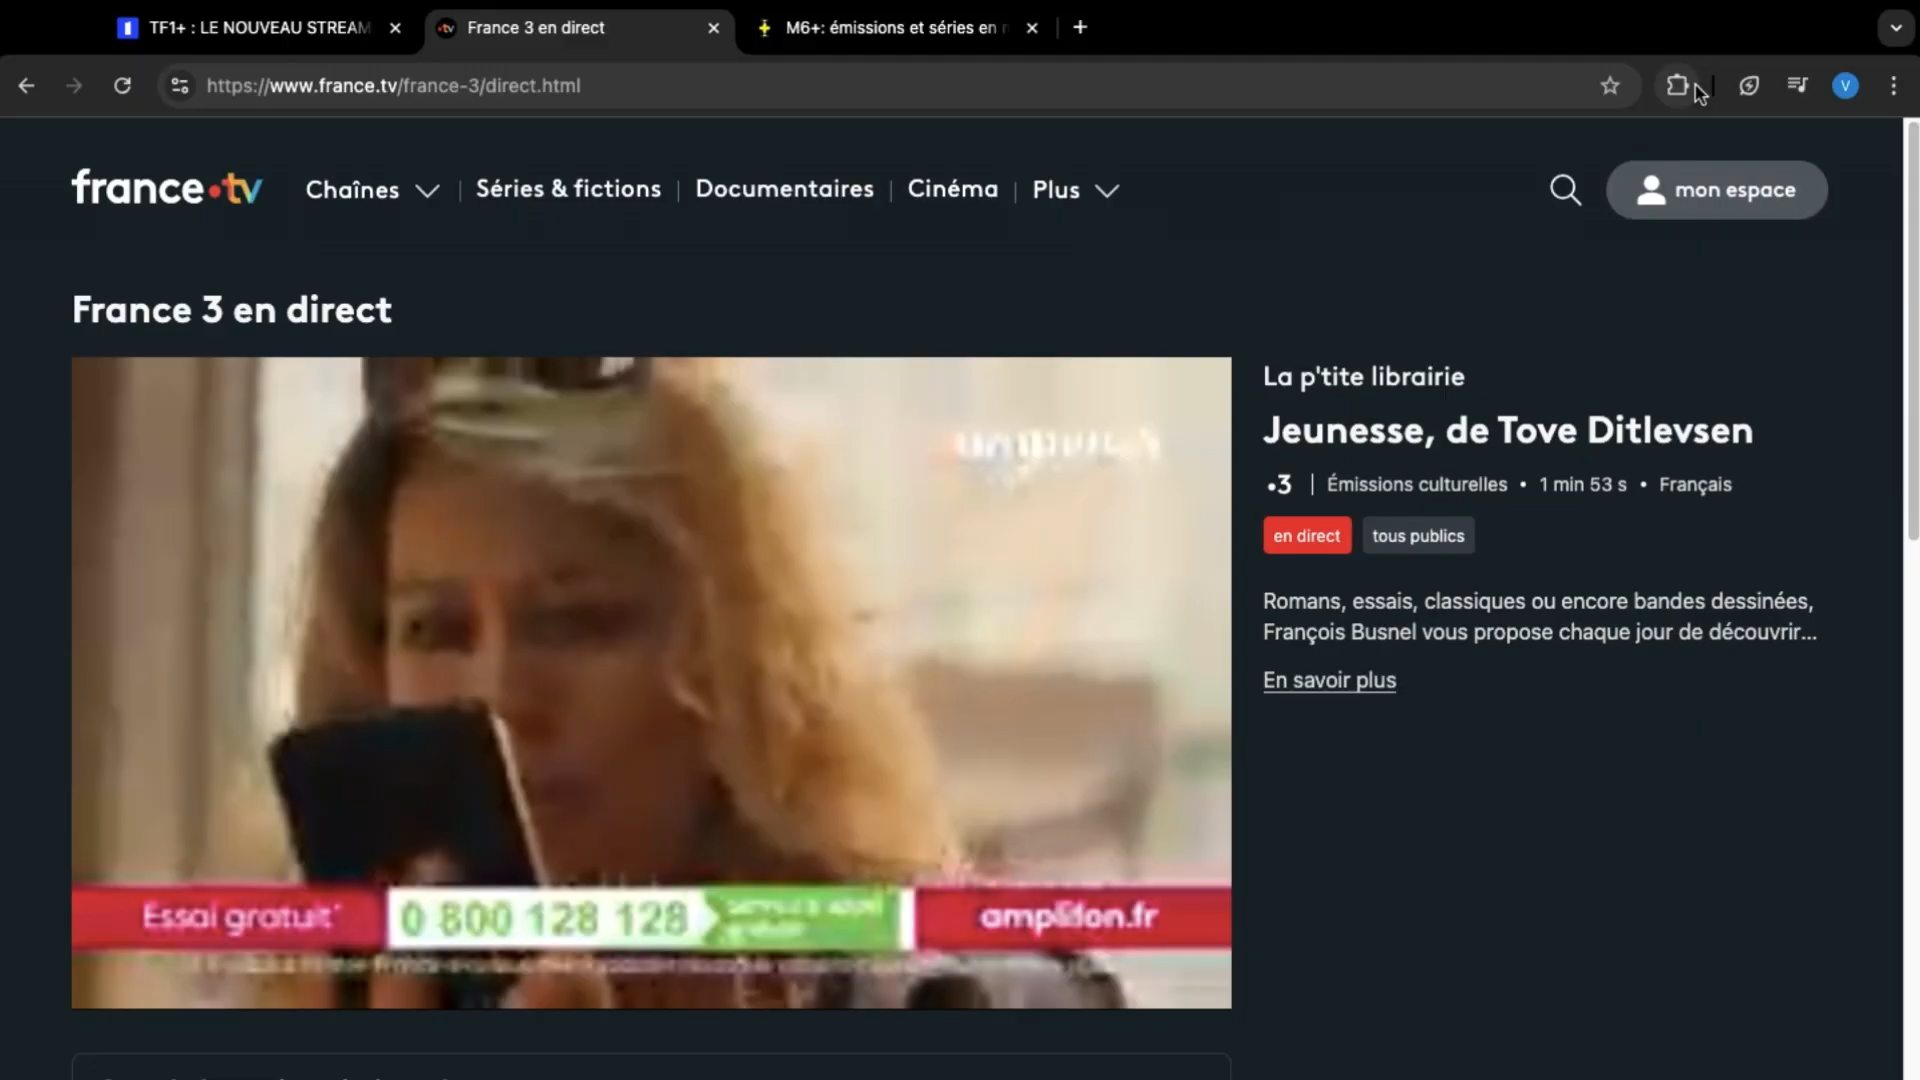 TF1+ : LE NOUVEAU STREAM
France 3 en direct
M6+: émissions et séries en
https://www.france.tv/france-3/direct.html
V
france•tv
Chaînes
Séries & fictions
Documentaires
Cinéma
Plus
mon espace
France 3 en direct
La p'tite librairie
Jeunesse, de Tove Ditlevsen
•3 | Émissions culturelles • 1 min 53 s • Français
en direct
tous publics
Romans, essais, classiques ou encore bandes dessinées,
François Busnel vous propose chaque jour de découvrir...
En savoir plus
Essai gratuit*
0 800 128 128
amplifon.fr